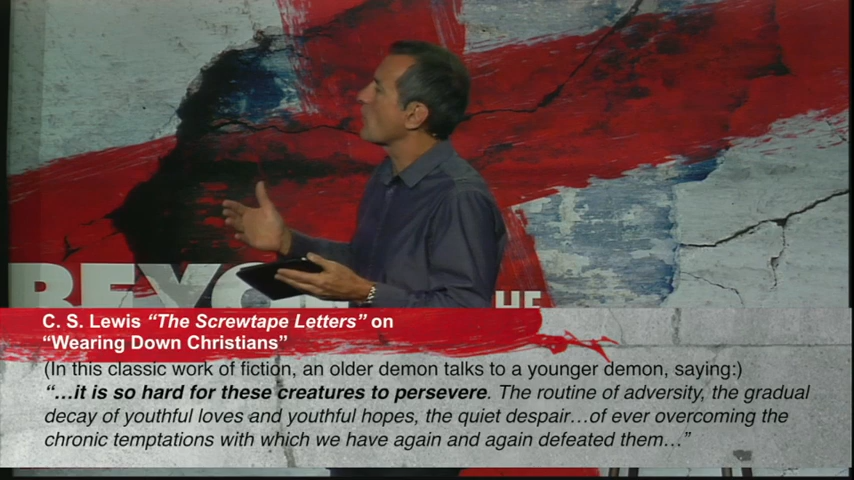 BEYO HE
C. S. Lewis “The Screwtape Letters” on
“Wearing Down Christians”
(In this classic work of fiction, an older demon talks to a younger demon, saying:)
“…it is so hard for these creatures to persevere. The routine of adversity, the gradual
decay of youthful loves and youthful hopes, the quiet despair…of ever overcoming the
chronic temptations with which we have again and again defeated them…”